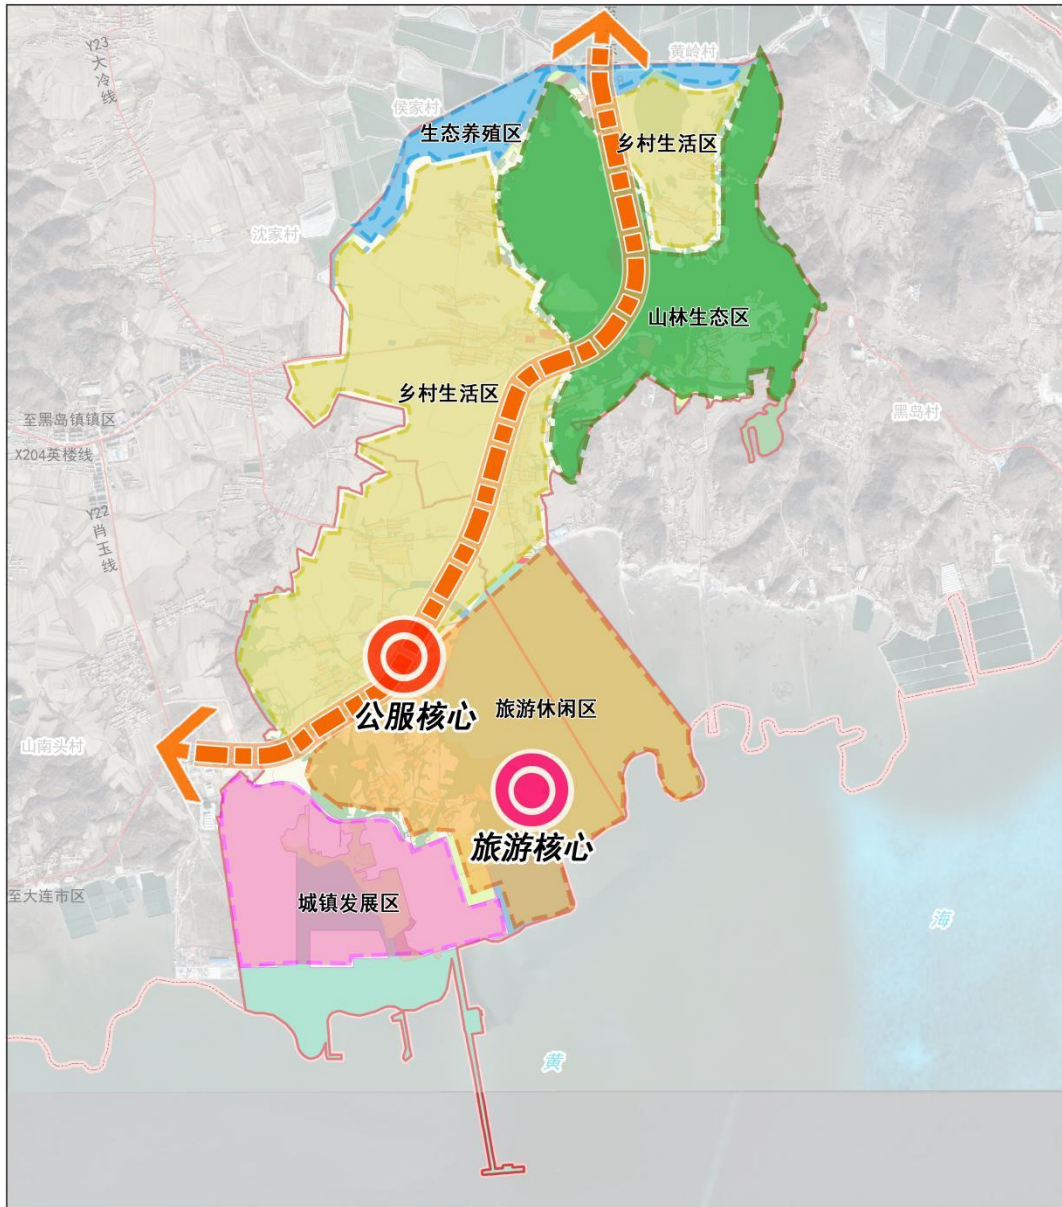 黄岭村
Y23
大冷线
侯家村
生态养殖区
乡村生活区
沈家村
山林生态区
乡村生活区
黑岛村
至黑岛镇镇区
X204英楼线
Y22
肖玉线
旅游休闲区
公服核心
山南头村
旅游核心
至大连市区
城镇发展区
海
黄